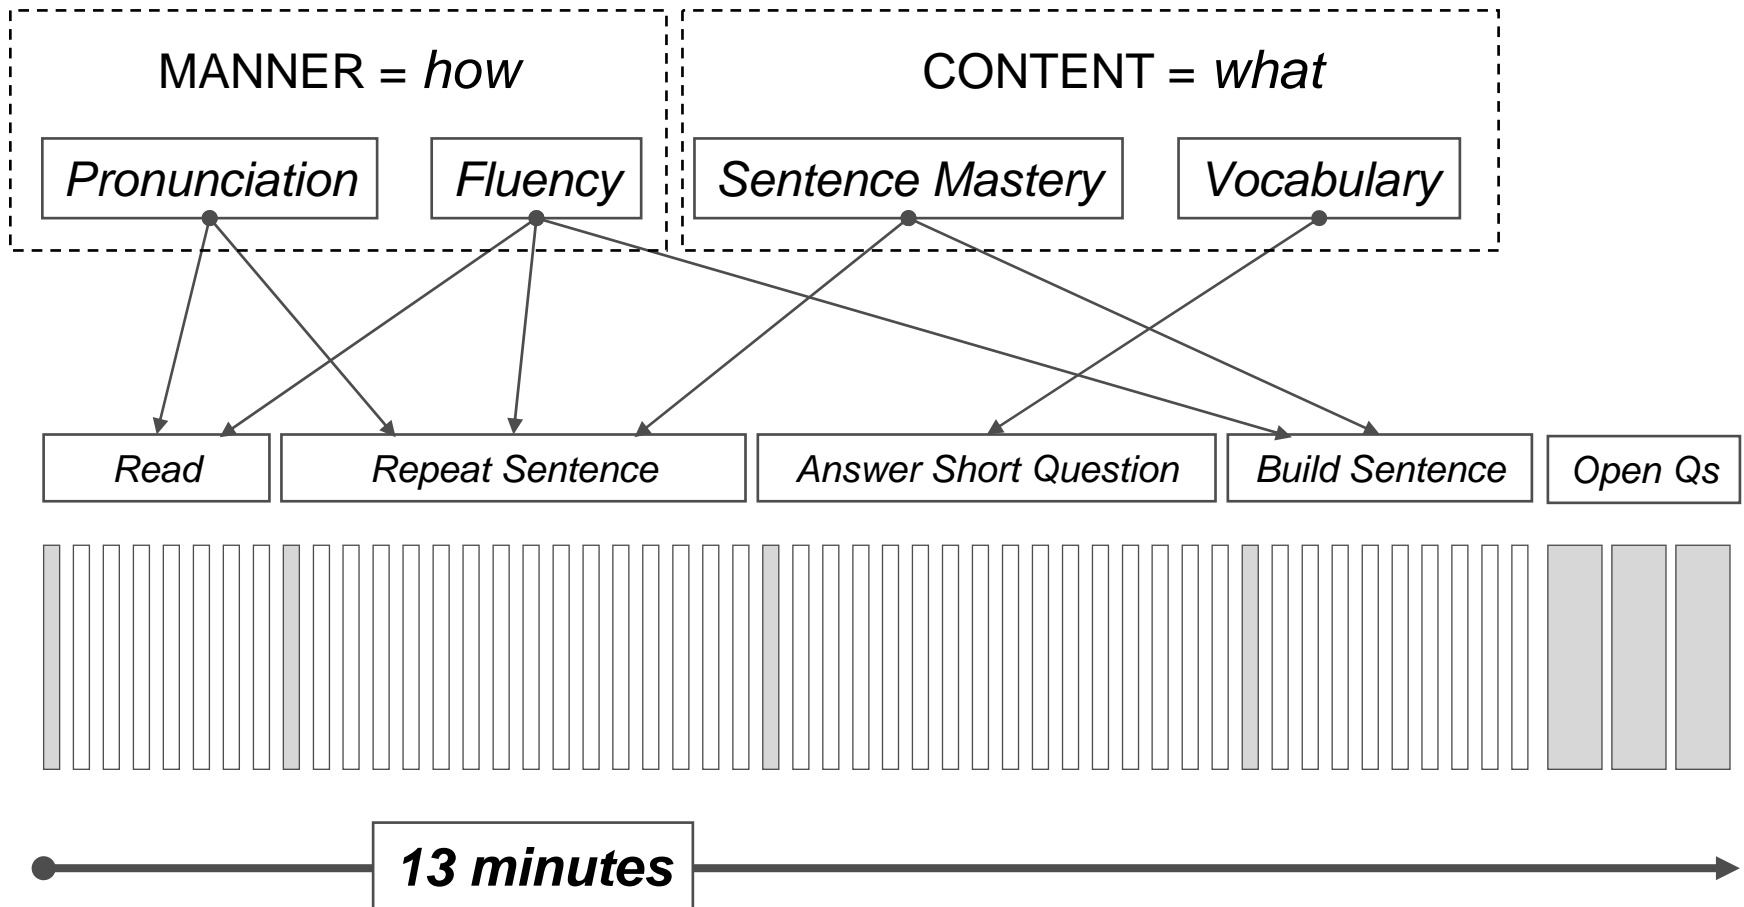 MANNER = how
CONTENT = what
Pronunciation
Fluency
Sentence Mastery
Vocabulary
Read
Repeat Sentence
Answer Short Question
Build Sentence
Open Qs
13 minutes